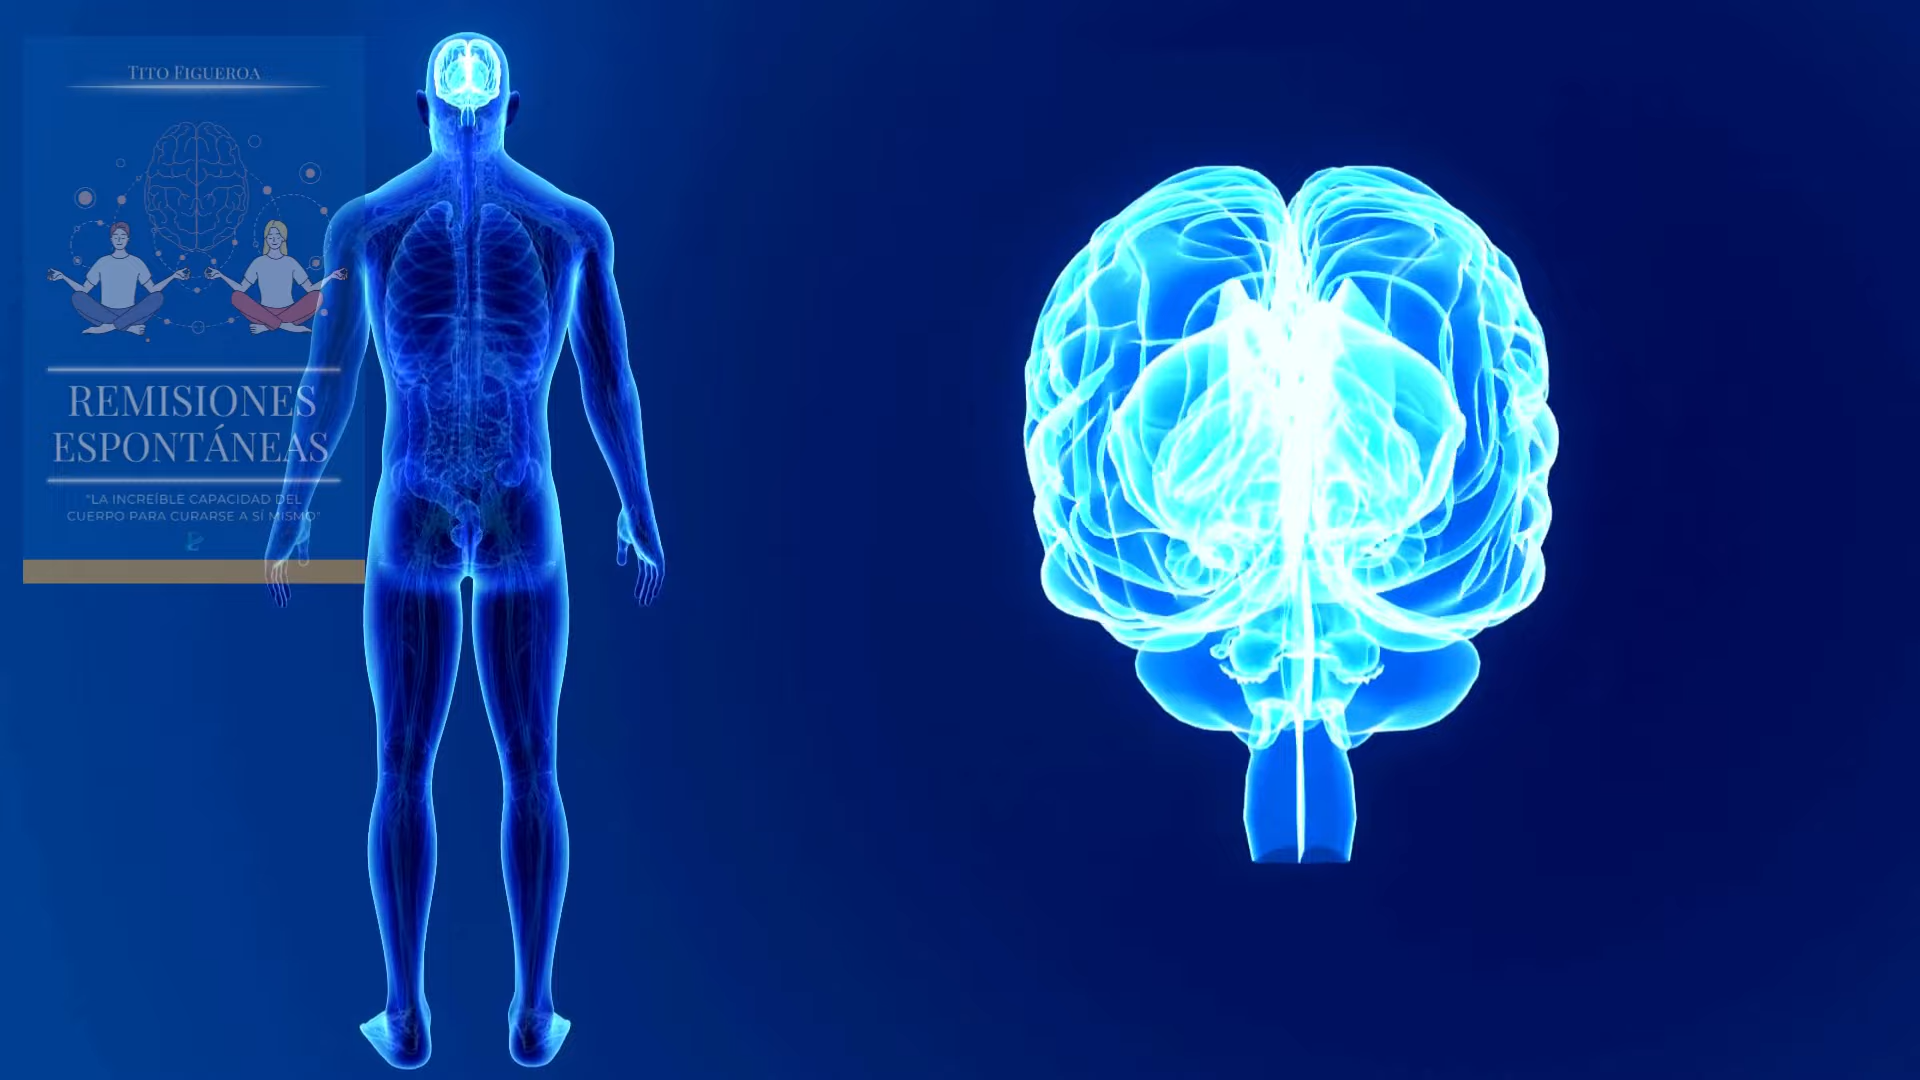 TITO FIGUEROA
REMISIONES
ESPONTÁNEAS
"LA INCREÍBLE CAPACIDAD DEL
CUERPO PARA CURARSE A SÍ MISMO"